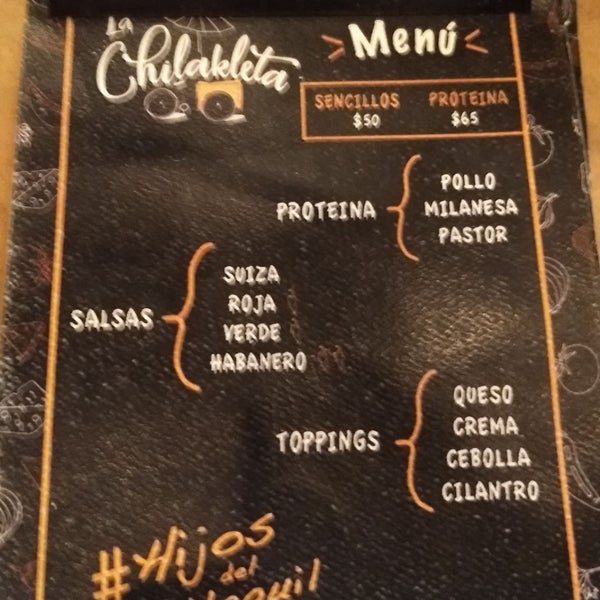 La
Chilakleta
>Menú<
SENCILLOS PROTEINA
$50 $65
PROTEINA
POLLO
MILANESA
PASTOR
SALSAS
SUIZA
ROJA
VERDE
HABANERO
TOPPINGS
QUESO
CREMA
CEBOLLA
CILANTRO
#Hijos
del